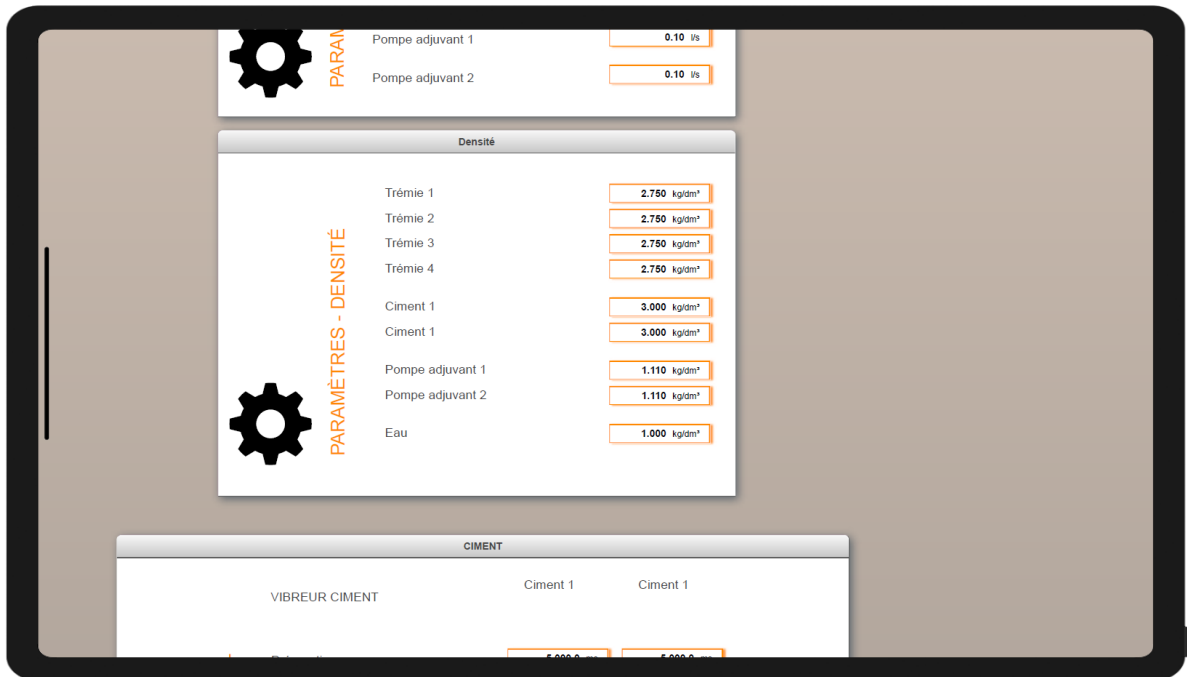 PARAM
Pompe adjuvant 1 0.10 l/s
Pompe adjuvant 2 0.10 l/s
Densité
PARAMÈTRES - DENSITÉ
Trémie 1 2.750 kg/dm³
Trémie 2 2.750 kg/dm³
Trémie 3 2.750 kg/dm³
Trémie 4 2.750 kg/dm³
Ciment 1 3.000 kg/dm³
Ciment 1 3.000 kg/dm³
Pompe adjuvant 1 1.110 kg/dm³
Pompe adjuvant 2 1.110 kg/dm³
Eau 1.000 kg/dm³
CIMENT
VIBREUR CIMENT Ciment 1 Ciment 1